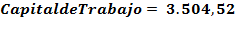 CapitaldeTrabajo = 3.504,52